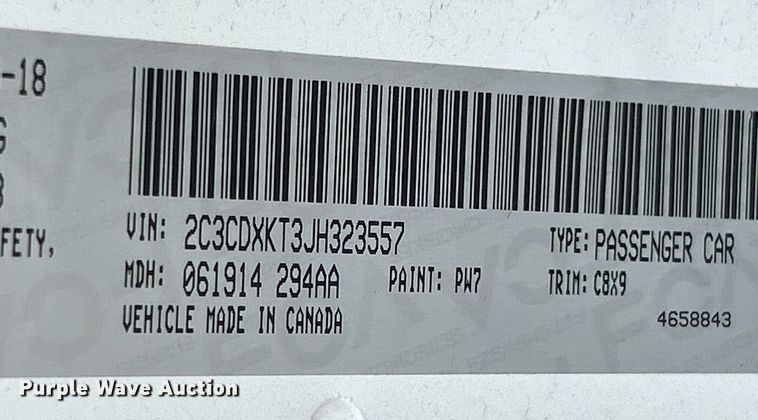 -18
G
FETY,
VIN: 2C3CDXKT3JH323557
TYPE: PASSENGER CAR
MDH: 061914 294AA
PAINT: PW7
TRIM: C8X9
VEHICLE MADE IN CANADA
4658843
Purple Wave Auction